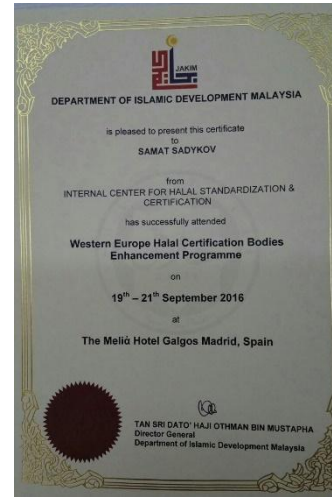 JAKIM
DEPARTMENT OF ISLAMIC DEVELOPMENT MALAYSIA
is pleased to present this certificate
to
SAMAT SADYKOV
from
INTERNAL CENTER FOR HALAL STANDARDIZATION &
CERTIFICATION
has successfully attended
Western Europe Halal Certification Bodies
Enhancement Programme
on
19th – 21th September 2016
at
The Meliá Hotel Galgos Madrid, Spain
TAN SRI DATO' HAJI OTHMAN BIN MUSTAPHA
Director General
Department of Islamic Development Malaysia